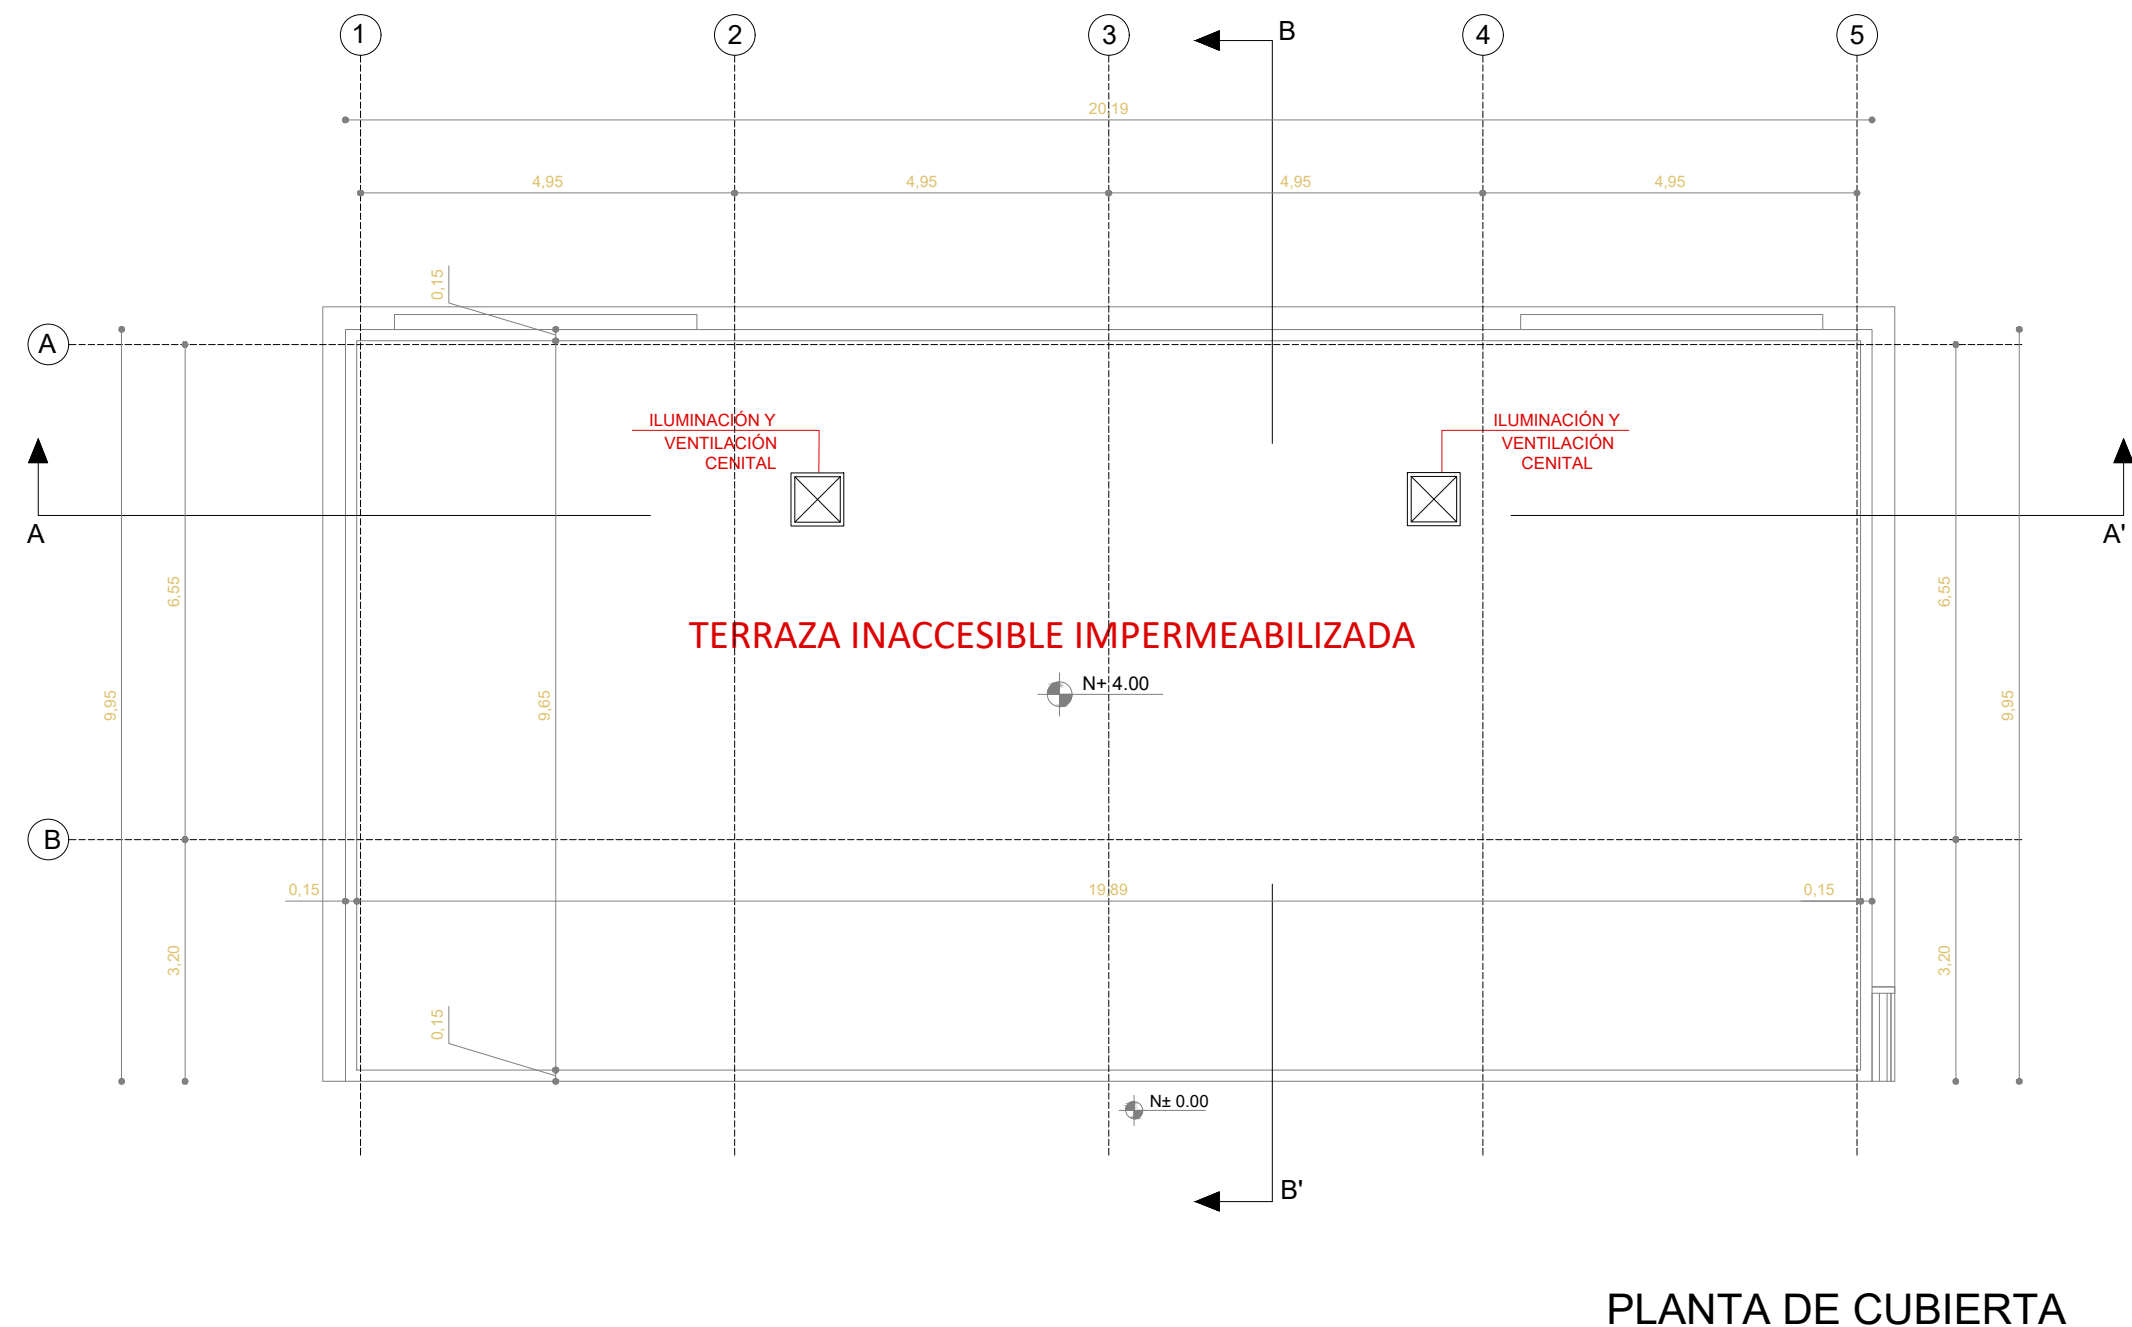 1 2 3 B 4 5
20,19
4,95 4,95 4,95 4,95
0,15
A
ILUMINACIÓN Y
VENTILACIÓN
CENITAL
ILUMINACIÓN Y
VENTILACIÓN
CENITAL
A A'
6,55 6,55
TERRAZA INACCESIBLE IMPERMEABILIZADA
N+ 4.00
9,95 9,65 9,95
B
0,15 19,89 0,15
3,20 3,20
0,15
N± 0.00
B'
PLANTA DE CUBIERTA